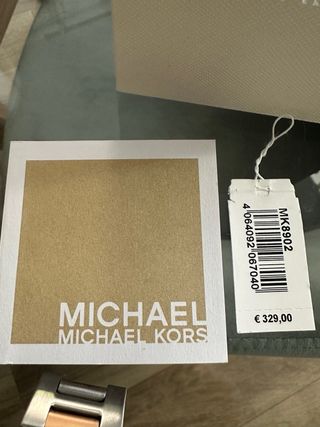 MICHAEL
MICHAEL KORS
MK8902
4 064092 067040
€ 329,00